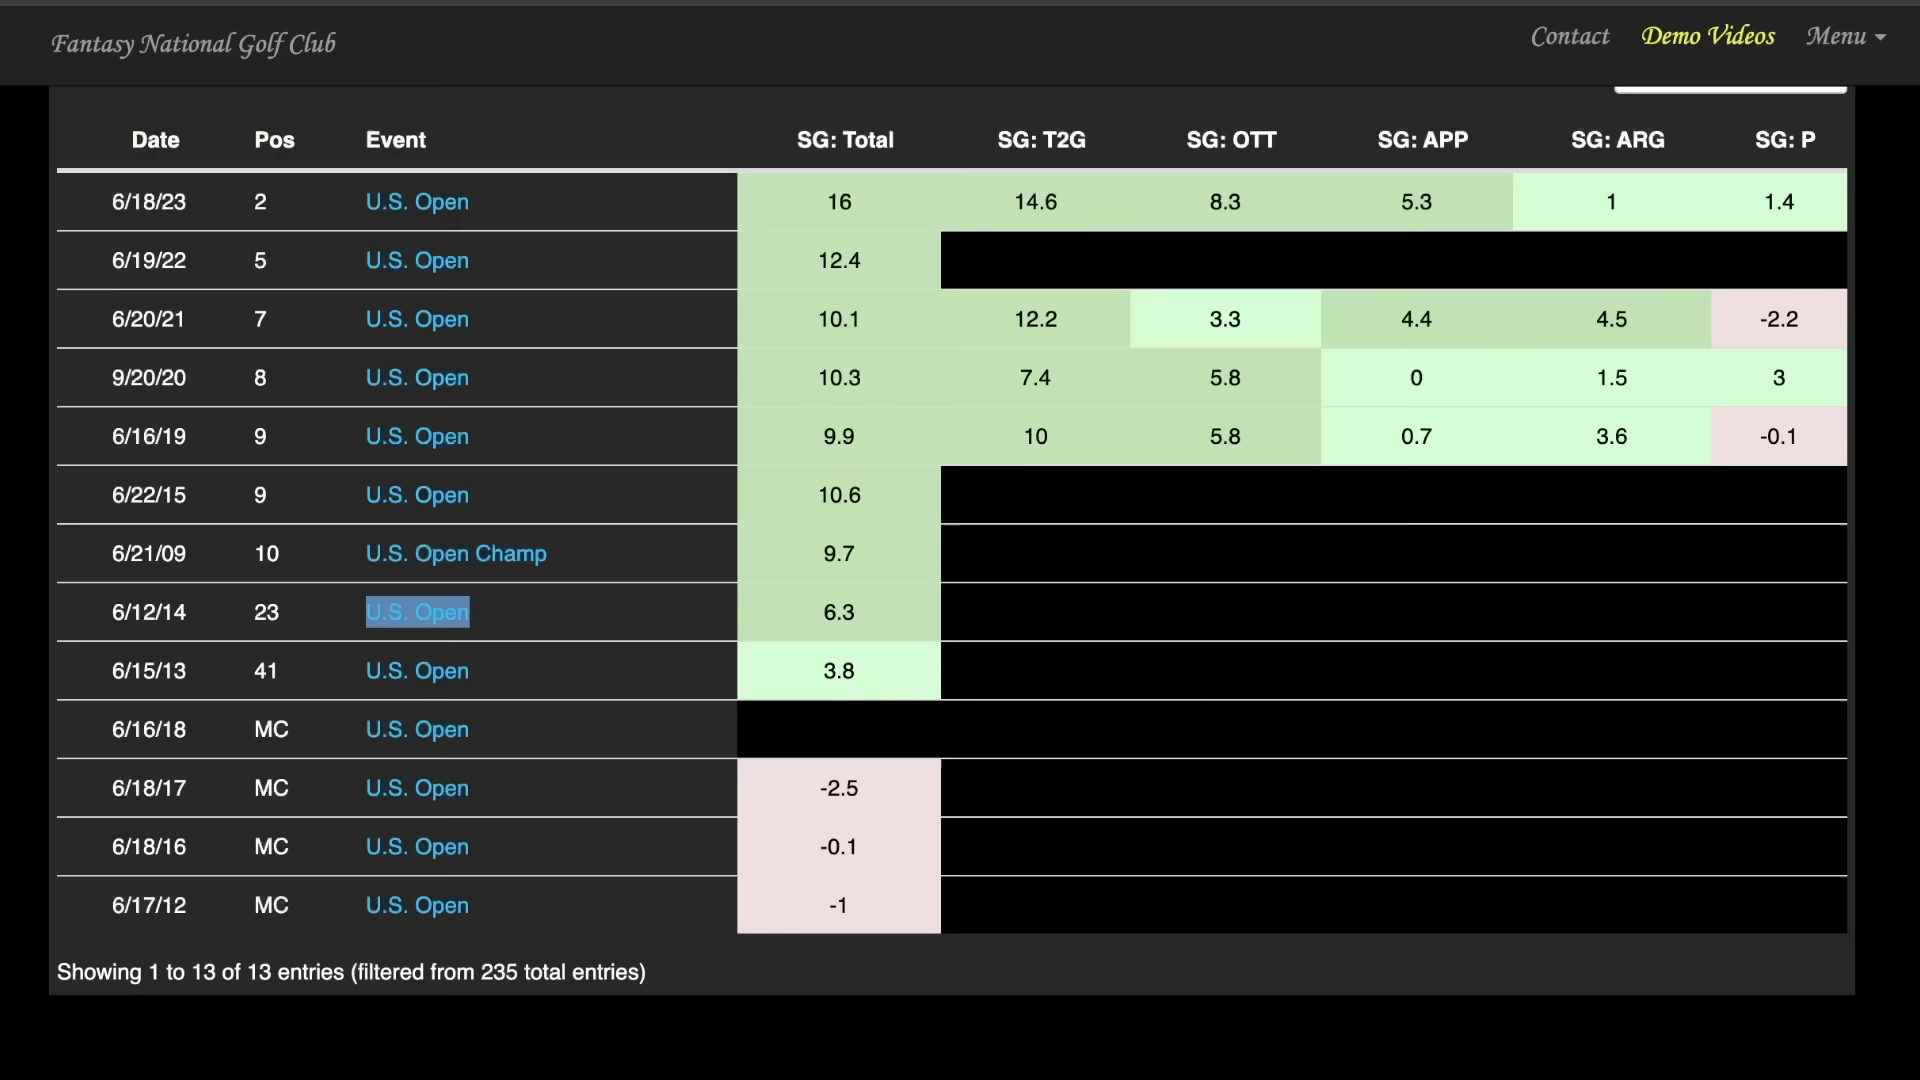 Fantasy National Golf Club
Contact Demo Videos Menu
Date Pos Event SG: Total SG: T2G SG: OTT SG: APP SG: ARG SG: P
6/18/23 2 U.S. Open 16 14.6 8.3 5.3 1 1.4
6/19/22 5 U.S. Open 12.4
6/20/21 7 U.S. Open 10.1 12.2 3.3 4.4 4.5 -2.2
9/20/20 8 U.S. Open 10.3 7.4 5.8 0 1.5 3
6/16/19 9 U.S. Open 9.9 10 5.8 0.7 3.6 -0.1
6/22/15 9 U.S. Open 10.6
6/21/09 10 U.S. Open Champ 9.7
6/12/14 23 U.S. Open 6.3
6/15/13 41 U.S. Open 3.8
6/16/18 MC U.S. Open
6/18/17 MC U.S. Open -2.5
6/18/16 MC U.S. Open -0.1
6/17/12 MC U.S. Open -1
Showing 1 to 13 of 13 entries (filtered from 235 total entries)